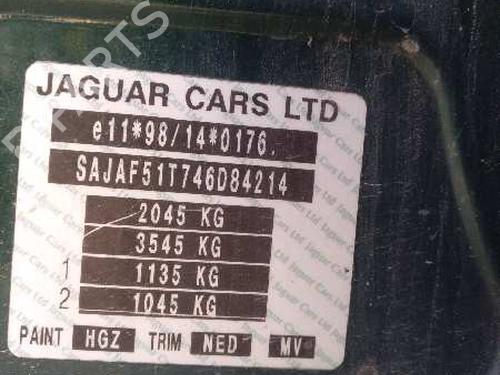 JAGUAR CARS LTD
e11*98/14*0176.
SAJAF51T746D84214
2045 KG
3545 KG
1 1135 KG
2 1045 KG
PAINT HGZ TRIM NED MV